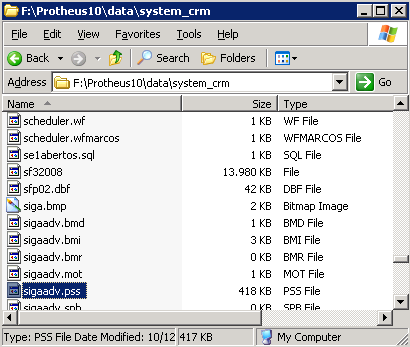 F:\Protheus10\data\system_crm
File Edit View Favorites Tools Help
Back Search Folders
Address F:\Protheus10\data\system_crm Go
Name Size Type
scheduler.wf 1 KB WF File
scheduler.wfmarcos 1 KB WFMARCOS File
se1abertos.sql 1 KB SQL File
sf32008 13.980 KB File
sfp02.dbf 42 KB DBF File
siga.bmp 2 KB Bitmap Image
sigaadv.bmd 1 KB BMD File
sigaadv.bmi 3 KB BMI File
sigaadv.bmr 0 KB BMR File
sigaadv.mot 1 KB MOT File
sigaadv.pss 418 KB PSS File
sigaadv.spb 0 KB SPB File
Type: PSS File Date Modified: 10/12 417 KB My Computer